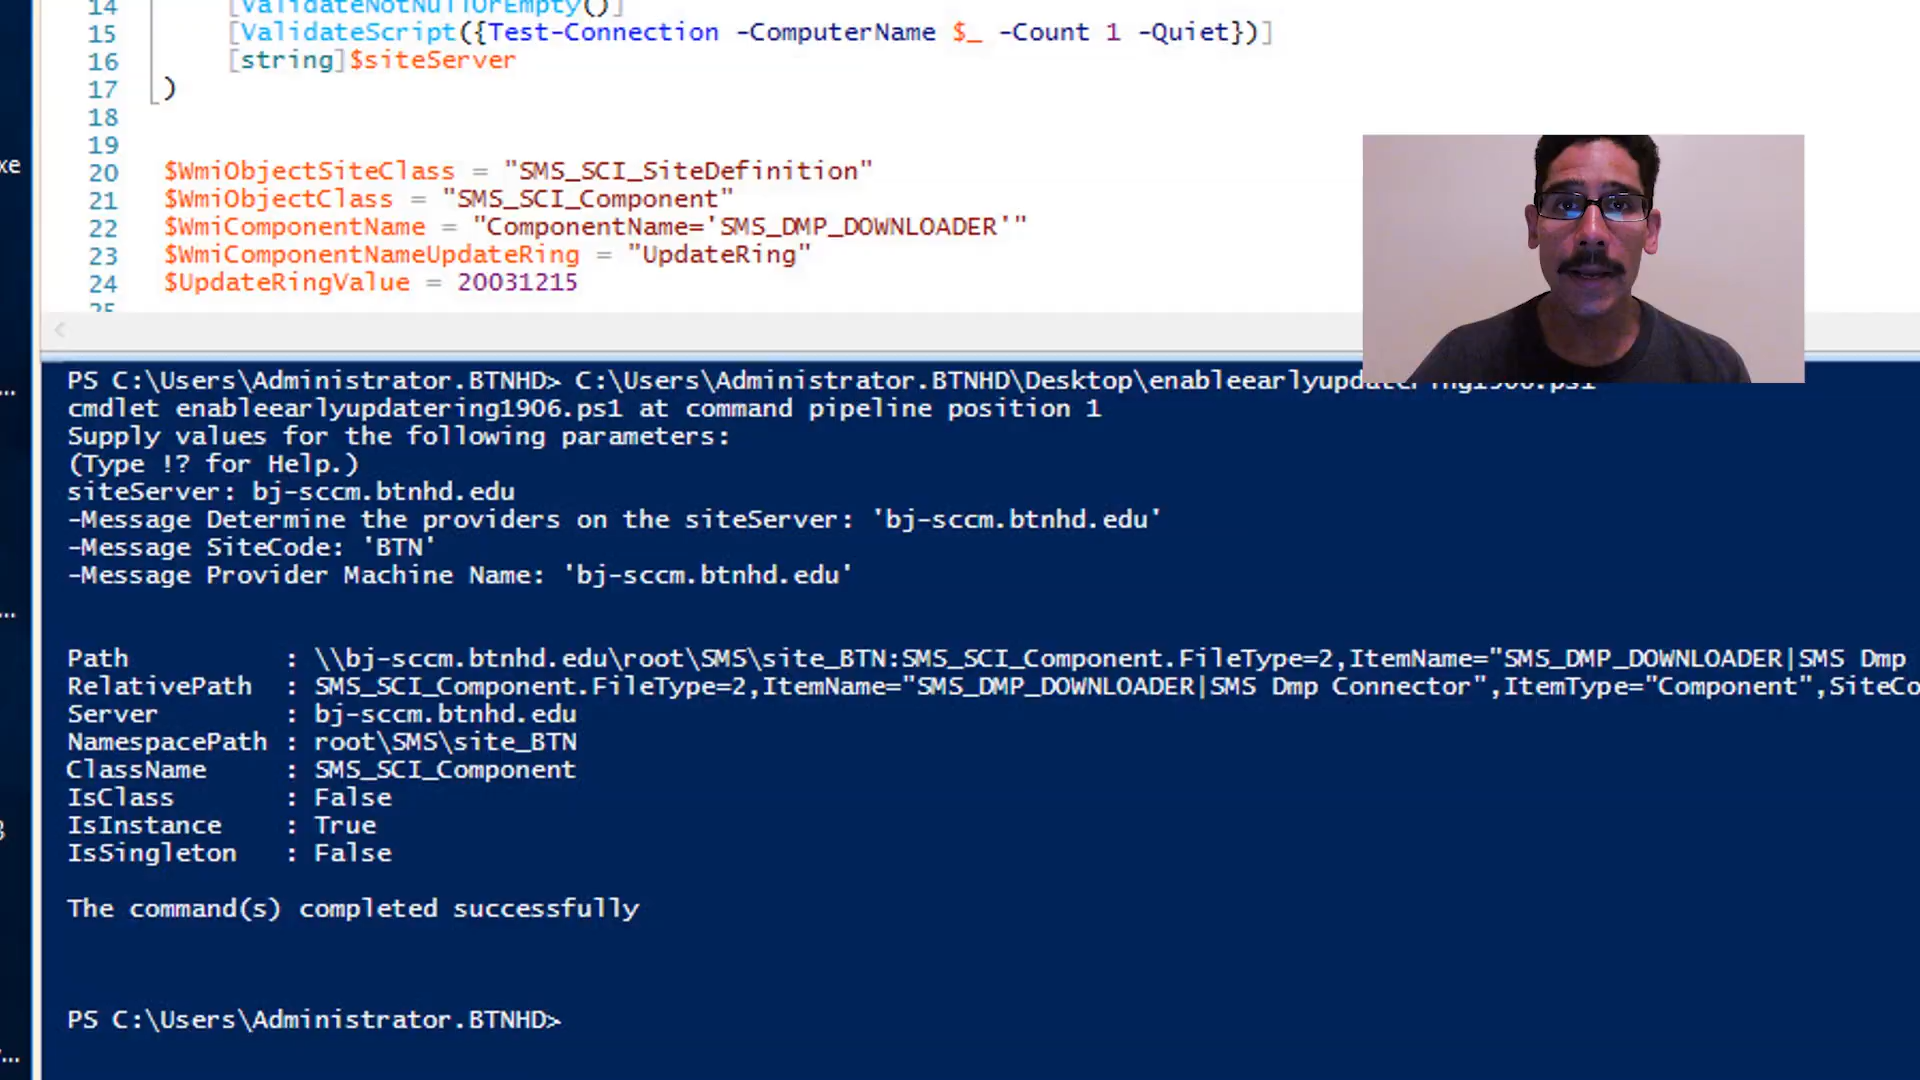 14 [ValidateNotNullOrEmpty()]
15 [ValidateScript({Test-Connection -ComputerName $_ -Count 1 -Quiet})]
16 [string]$siteServer
17 )
18
19
20 $WmiObjectSiteClass = "SMS_SCI_SiteDefinition"
21 $WmiObjectClass = "SMS_SCI_Component"
22 $WmiComponentName = "ComponentName='SMS_DMP_DOWNLOADER'"
23 $WmiComponentNameUpdateRing = "UpdateRing"
24 $UpdateRingValue = 20031215
25
xe
...
...
...
PS C:\Users\Administrator.BTNHD> C:\Users\Administrator.BTNHD\Desktop\enableearlyupdatering1906.ps1
cmdlet enableearlyupdatering1906.ps1 at command pipeline position 1
Supply values for the following parameters:
(Type !? for Help.)
siteServer: bj-sccm.btnhd.edu
-Message Determine the providers on the siteServer: 'bj-sccm.btnhd.edu'
-Message SiteCode: 'BTN'
-Message Provider Machine Name: 'bj-sccm.btnhd.edu'
Path : \\bj-sccm.btnhd.edu\root\SMS\site_BTN:SMS_SCI_Component.FileType=2,ItemName="SMS_DMP_DOWNLOADER|SMS Dmp
RelativePath : SMS_SCI_Component.FileType=2,ItemName="SMS_DMP_DOWNLOADER|SMS Dmp Connector",ItemType="Component",SiteCo
Server : bj-sccm.btnhd.edu
NamespacePath : root\SMS\site_BTN
ClassName : SMS_SCI_Component
IsClass : False
IsInstance : True
IsSingleton : False
The command(s) completed successfully
PS C:\Users\Administrator.BTNHD>